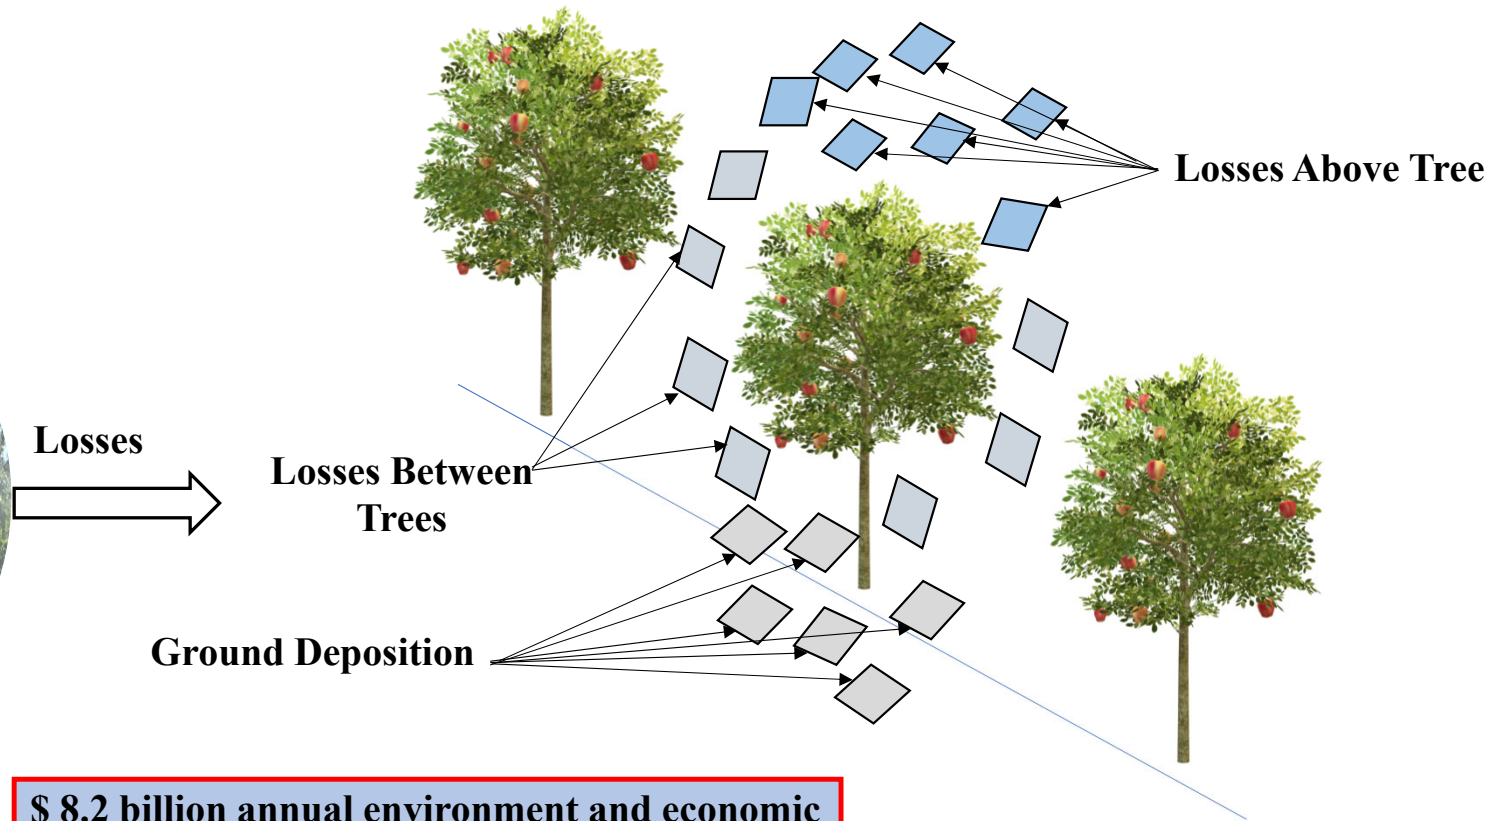 Losses Above Tree
Losses
Losses Between
Trees
Ground Deposition
$ 8.2 billion annual environment and economic